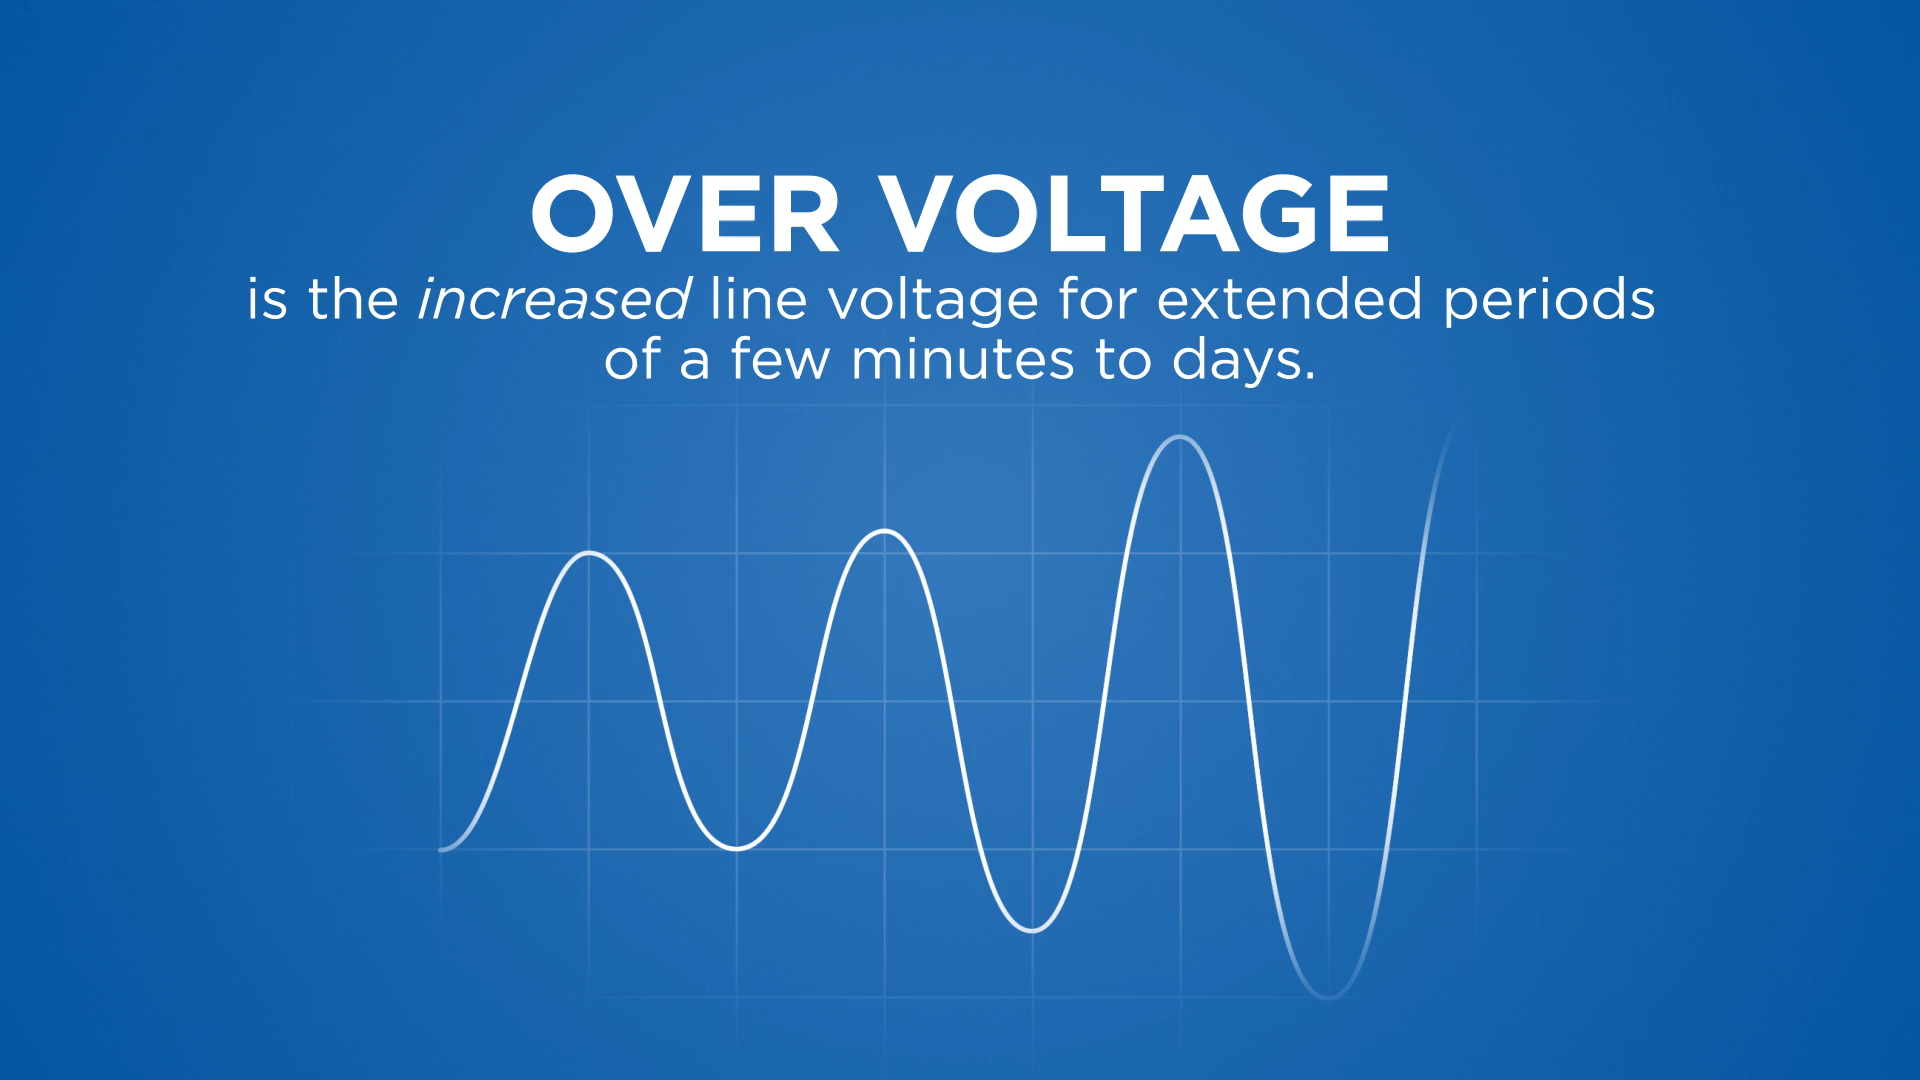 OVER VOLTAGE
is the increased line voltage for extended periods
of a few minutes to days.